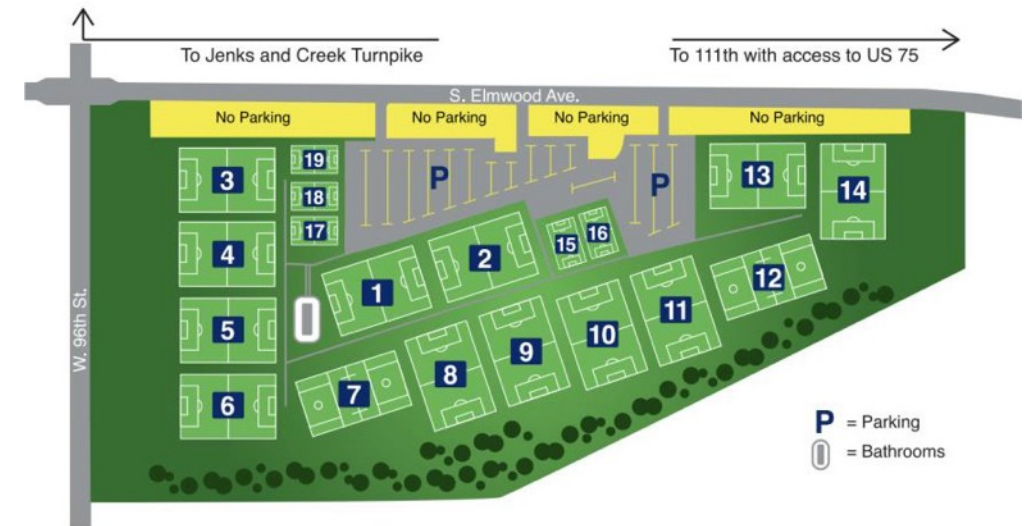 To Jenks and Creek Turnpike
To 111th with access to US 75
S. Elmwood Ave.
No Parking
No Parking
No Parking
No Parking
W. 96th St.
3
19
18
17
4
5
6
P
P
13
14
1
2
15
16
7
8
9
10
11
12
P = Parking
= Bathrooms